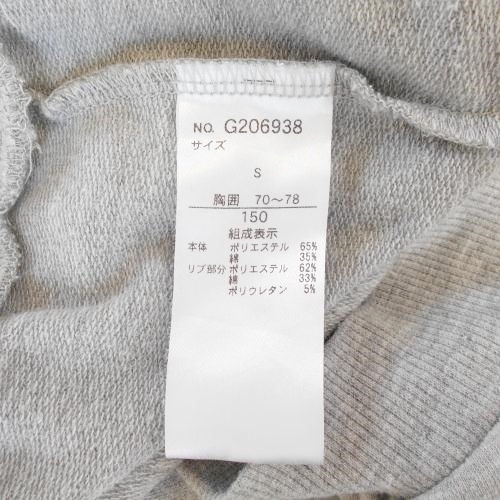 NO. G206938
サイズ
S
胸囲 70〜78
150
組成表示
本体 ポリエステル 65%
綿 35%
リブ部分 ポリエステル 62%
綿 33%
ポリウレタン 5%